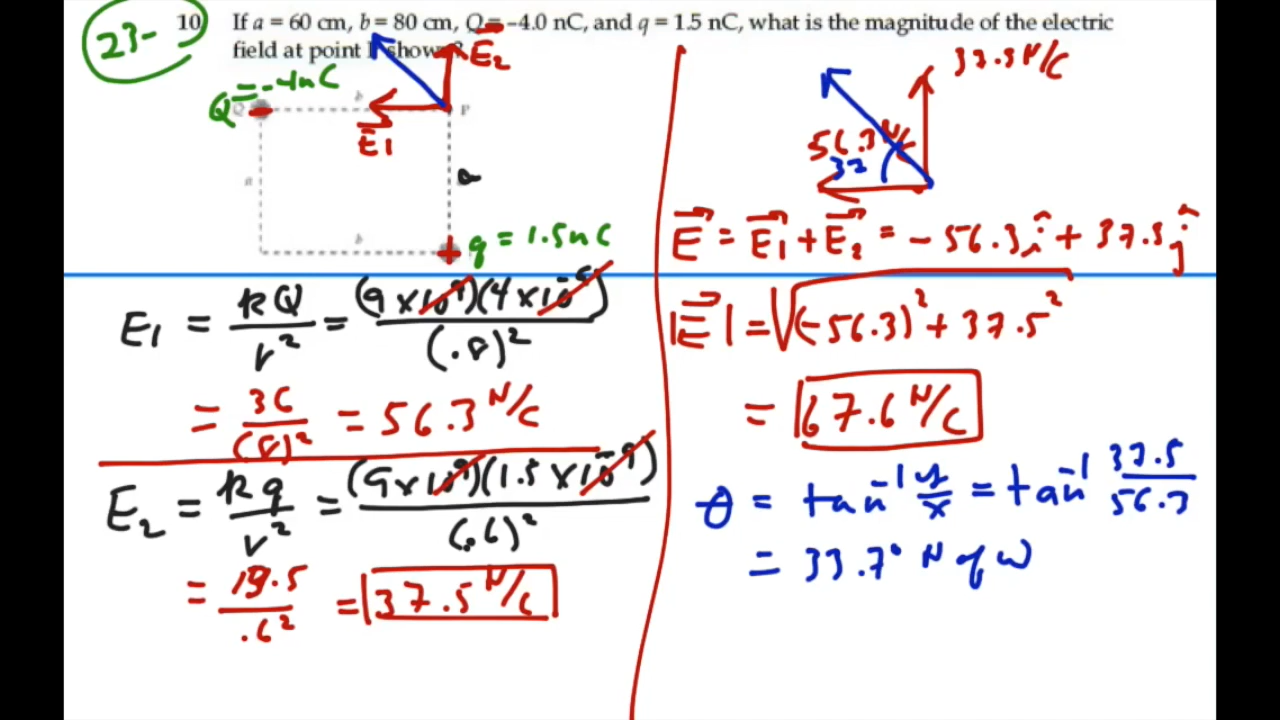 23-
10 If a = 60 cm, b = 80 cm, Q = -4.0 nC, and q = 1.5 nC, what is the magnitude of the electric
field at point shown?
E2
Q = -4nC
b
P
E1
a
a
b
q = 1.5nC
E1 = kQ/r² = (9×10⁹)(4×10⁻⁹)/(.8)²
= 36/(.8)² = 56.3 N/C
E2 = kq/r² = (9×10⁹)(1.5×10⁻⁹)/(.6)²
= 13.5/.6² = 37.5 N/C
37.5 N/C
56.3 N/C
E = E1 + E2 = -56.3 i + 37.5 j
|E| = √(-56.3)² + 37.5²
= 67.6 N/C
θ = tan⁻¹ y/x = tan⁻¹ 37.5/56.3
= 33.7° N of W